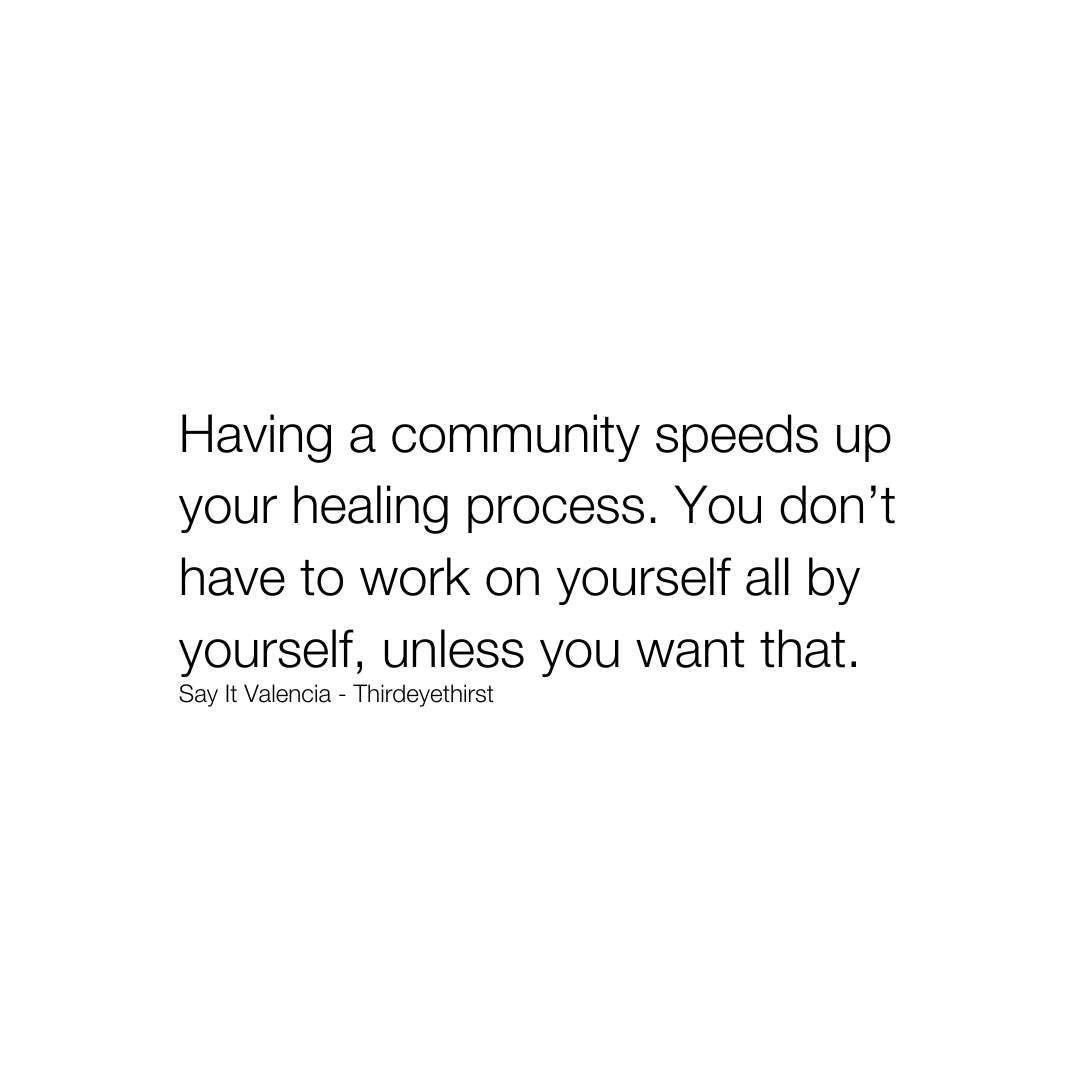 Having a community speeds up
your healing process. You don’t
have to work on yourself all by
yourself, unless you want that.
Say It Valencia - Thirdeyethirst